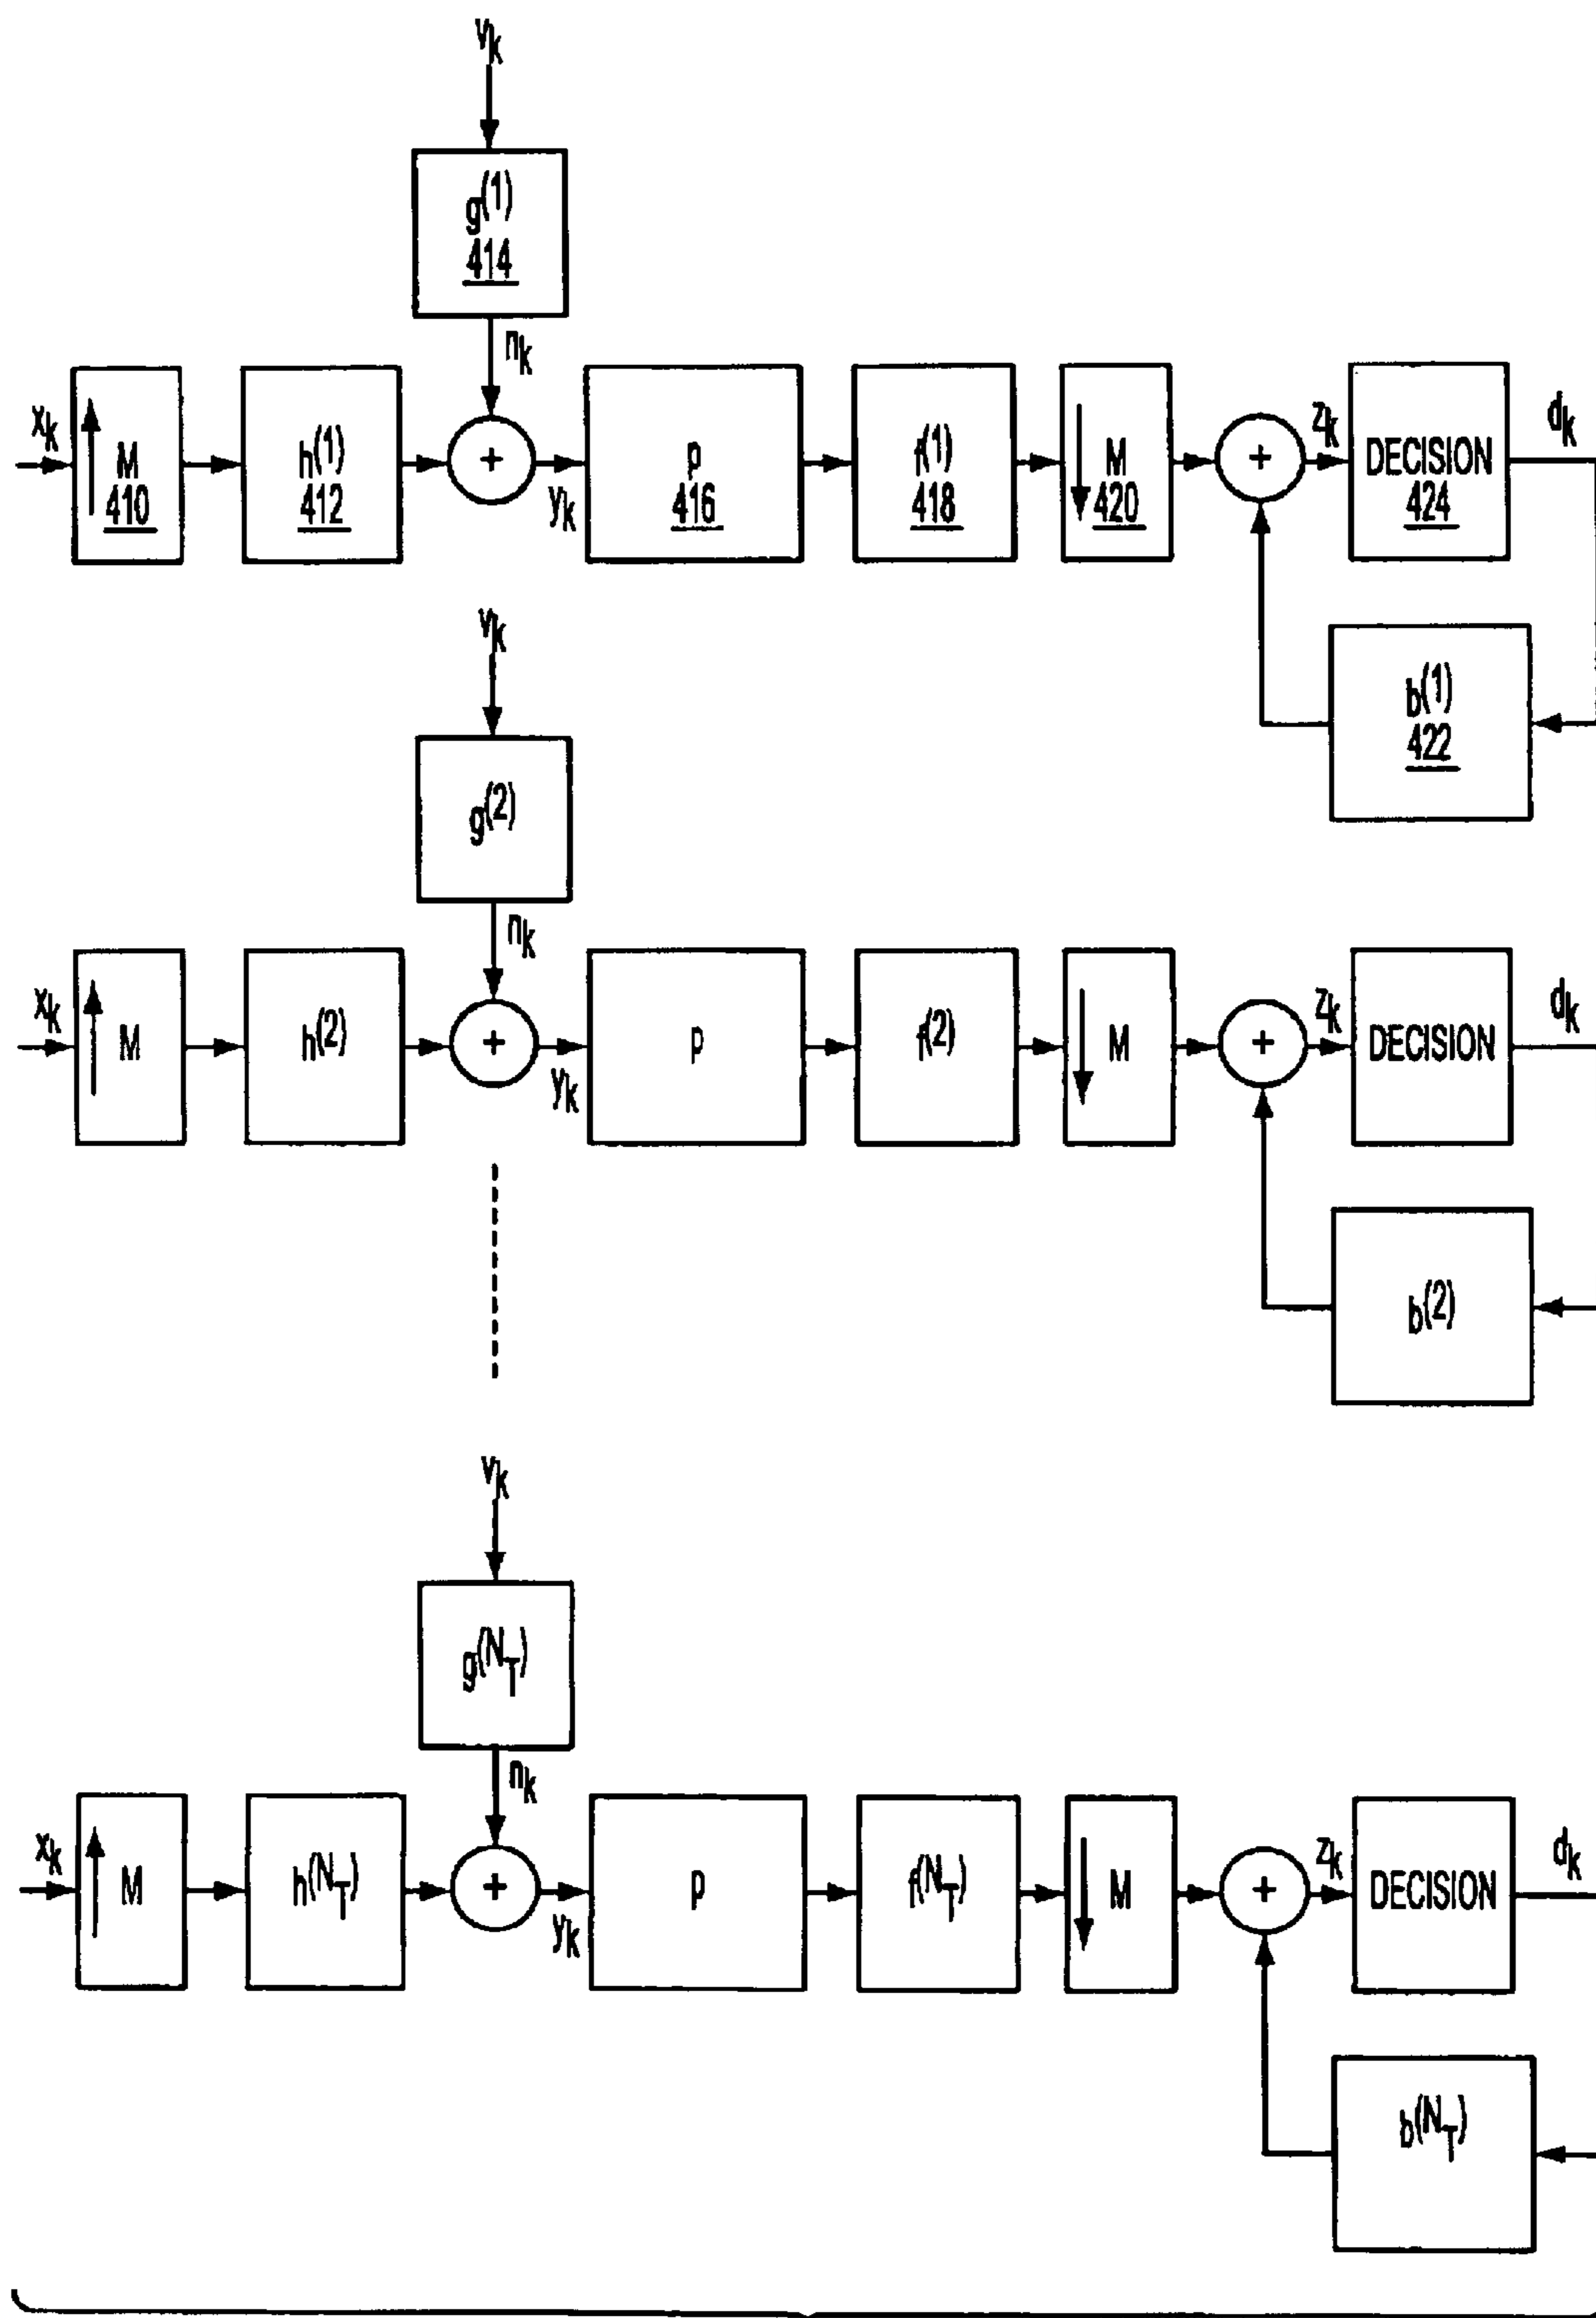 v_k
g^(1)
414
n_k
x_k
M
410
h^(1)
412
+
y_k
p
416
f^(1)
418
M
420
+
z_k
DECISION
424
d_k
b^(1)
422
v_k
g^(2)
n_k
x_k
M
h^(2)
+
y_k
p
f^(2)
M
+
z_k
DECISION
d_k
b^(2)
v_k
g^(N_T)
n_k
x_k
M
h^(N_T)
+
y_k
p
f^(N_T)
M
+
z_k
DECISION
d_k
b^(N_T)